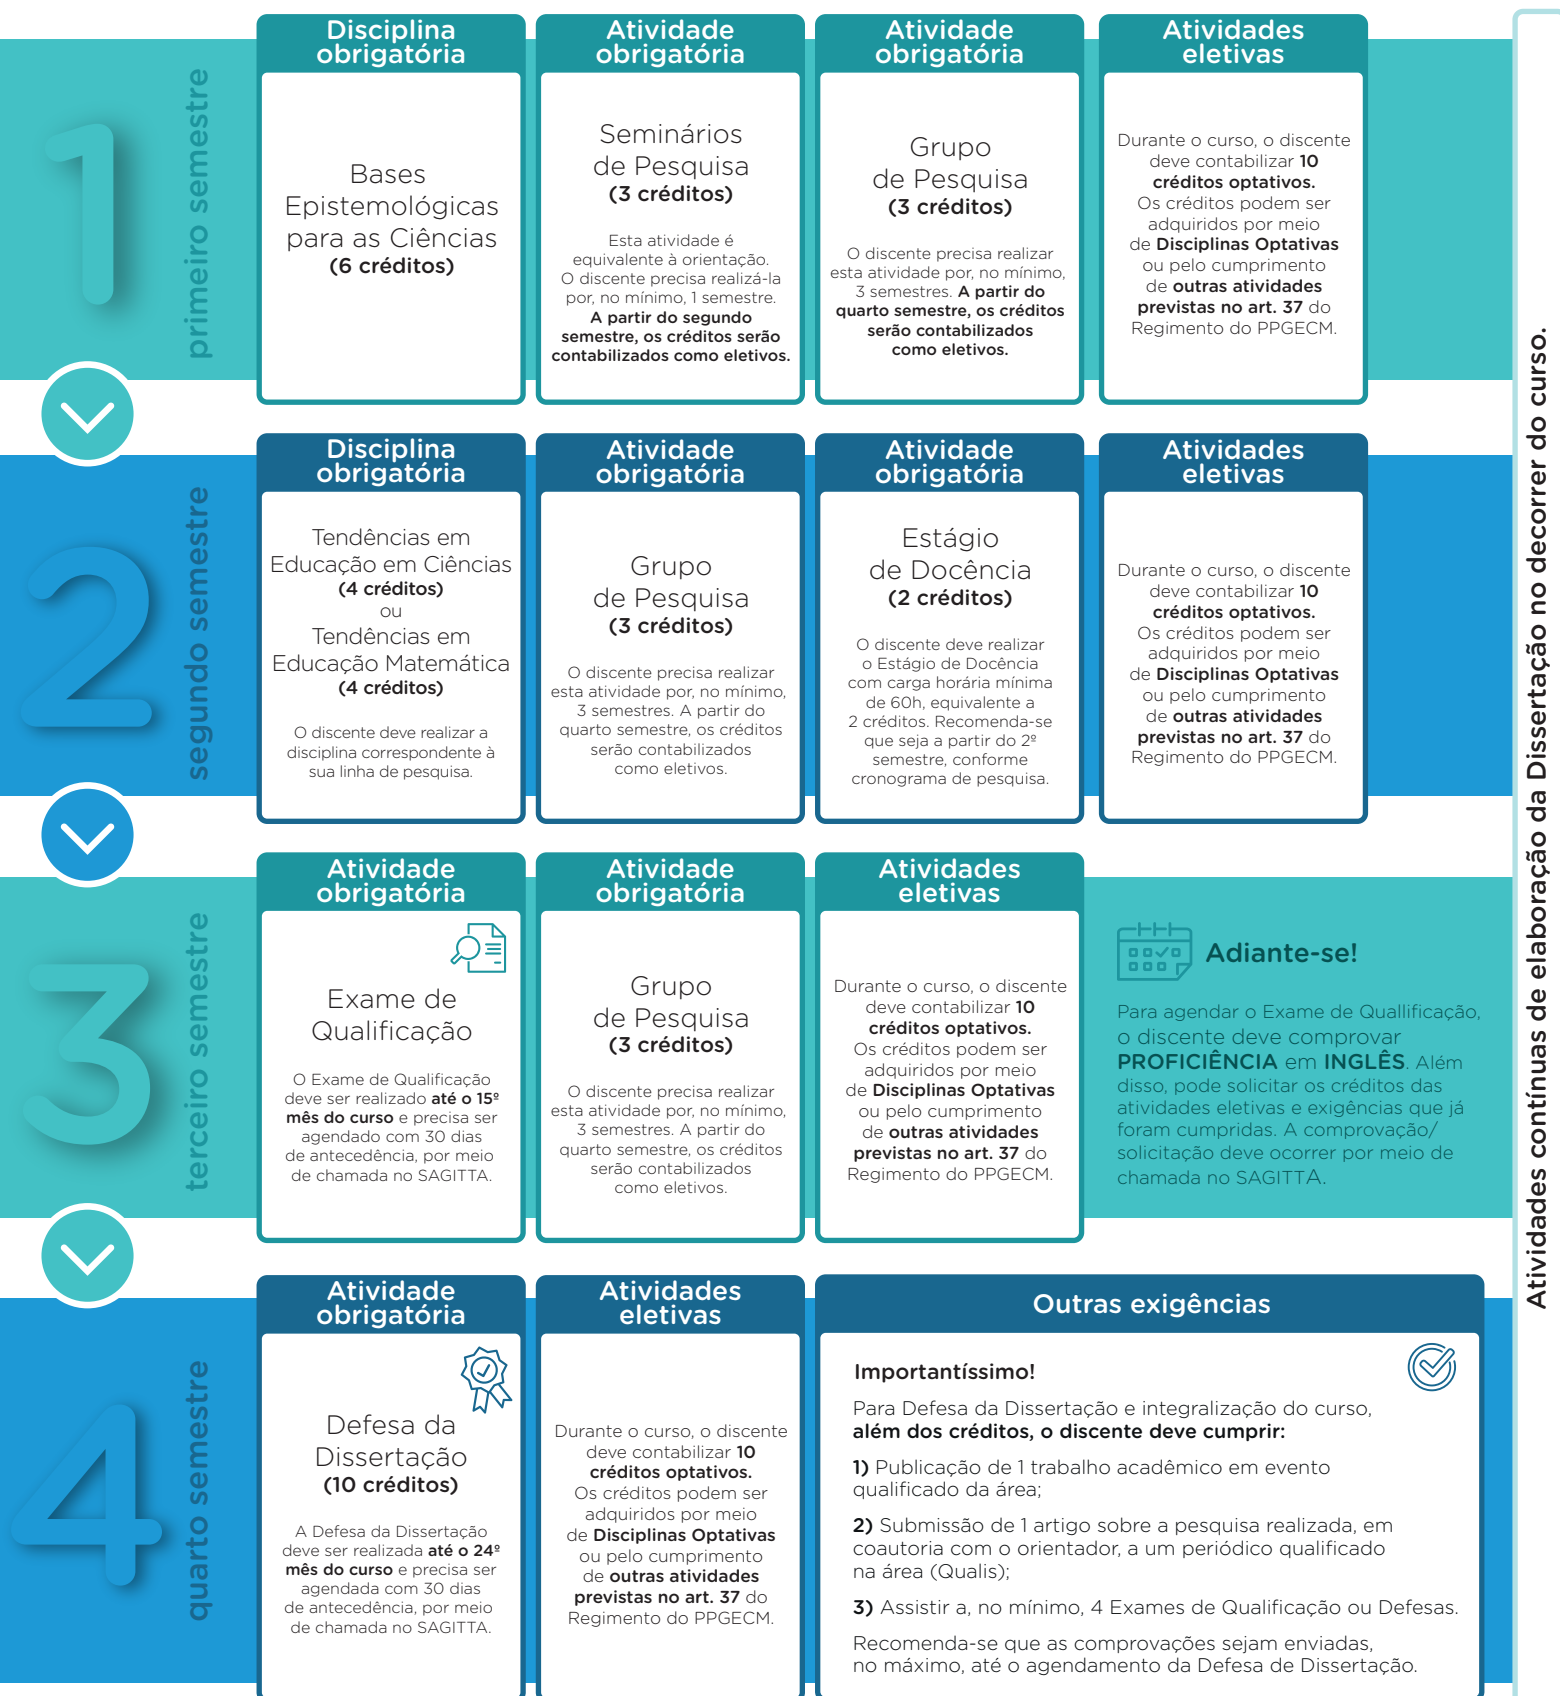 1
primeiro semestre
Disciplina
obrigatória
Bases
Epistemológicas
para as Ciências
(6 créditos)
Atividade
obrigatória
Seminários
de Pesquisa
(3 créditos)
Esta atividade é
equivalente à orientação.
O discente precisa realizá-la
por, no mínimo, 1 semestre.
A partir do segundo
semestre, os créditos serão
contabilizados como eletivos.
Atividade
obrigatória
Grupo
de Pesquisa
(3 créditos)
O discente precisa realizar
esta atividade por, no mínimo,
3 semestres. A partir do
quarto semestre, os créditos
serão contabilizados
como eletivos.
Atividades
eletivas
Durante o curso, o discente
deve contabilizar 10
créditos optativos.
Os créditos podem ser
adquiridos por meio
de Disciplinas Optativas
ou pelo cumprimento
de outras atividades
previstas no art. 37 do
Regimento do PPGECM.
2
segundo semestre
Disciplina
obrigatória
Tendências em
Educação em Ciências
(4 créditos)
ou
Tendências em
Educação Matemática
(4 créditos)
O discente deve realizar a
disciplina correspondente à
sua linha de pesquisa.
Atividade
obrigatória
Grupo
de Pesquisa
(3 créditos)
O discente precisa realizar
esta atividade por, no mínimo,
3 semestres. A partir do
quarto semestre, os créditos
serão contabilizados
como eletivos.
Atividade
obrigatória
Estágio
de Docência
(2 créditos)
O discente deve realizar
o Estágio de Docência
com carga horária mínima
de 60h, equivalente a
2 créditos. Recomenda-se
que seja a partir do 2º
semestre, conforme
cronograma de pesquisa.
Atividades
eletivas
Durante o curso, o discente
deve contabilizar 10
créditos optativos.
Os créditos podem ser
adquiridos por meio
de Disciplinas Optativas
ou pelo cumprimento
de outras atividades
previstas no art. 37 do
Regimento do PPGECM.
3
terceiro semestre
Atividade
obrigatória
Exame de
Qualificação
O Exame de Qualificação
deve ser realizado até o 15º
mês do curso e precisa ser
agendado com 30 dias
de antecedência, por meio
de chamada no SAGITTA.
Atividade
obrigatória
Grupo
de Pesquisa
(3 créditos)
O discente precisa realizar
esta atividade por, no mínimo,
3 semestres. A partir do
quarto semestre, os créditos
serão contabilizados
como eletivos.
Atividades
eletivas
Durante o curso, o discente
deve contabilizar 10
créditos optativos.
Os créditos podem ser
adquiridos por meio
de Disciplinas Optativas
ou pelo cumprimento
de outras atividades
previstas no art. 37 do
Regimento do PPGECM.
Adiante-se!
Para agendar o Exame de Quallificação,
o discente deve comprovar
PROFICIÊNCIA em INGLÊS. Além
disso, pode solicitar os créditos das
atividades eletivas e exigências que já
foram cumpridas. A comprovação/
solicitação deve ocorrer por meio de
chamada no SAGITTA.
4
quarto semestre
Atividade
obrigatória
Defesa da
Dissertação
(10 créditos)
A Defesa da Dissertação
deve ser realizada até o 24º
mês do curso e precisa ser
agendada com 30 dias
de antecedência, por meio
de chamada no SAGITTA.
Atividades
eletivas
Durante o curso, o discente
deve contabilizar 10
créditos optativos.
Os créditos podem ser
adquiridos por meio
de Disciplinas Optativas
ou pelo cumprimento
de outras atividades
previstas no art. 37 do
Regimento do PPGECM.
Outras exigências
Importantíssimo!
Para Defesa da Dissertação e integralização do curso,
além dos créditos, o discente deve cumprir:
1) Publicação de 1 trabalho acadêmico em evento
qualificado da área;
2) Submissão de 1 artigo sobre a pesquisa realizada, em
coautoria com o orientador, a um periódico qualificado
na área (Qualis);
3) Assistir a, no mínimo, 4 Exames de Qualificação ou Defesas.
Recomenda-se que as comprovações sejam enviadas,
no máximo, até o agendamento da Defesa de Dissertação.
Atividades contínuas de elaboração da Dissertação no decorrer do curso.